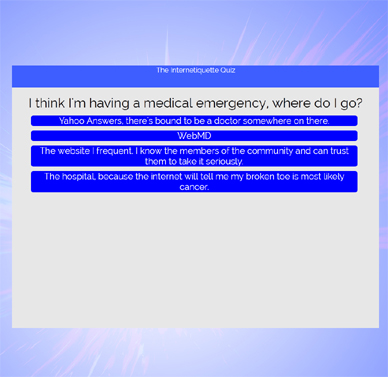 The Internetiquette Quiz
I think I'm having a medical emergency, where do I go?
Yahoo Answers, there's bound to be a doctor somewhere on there.
WebMD
The website I frequent. I know the members of the community and can trust
them to take it seriously.
The hospital, because the internet will tell me my broken toe is most likely
cancer.